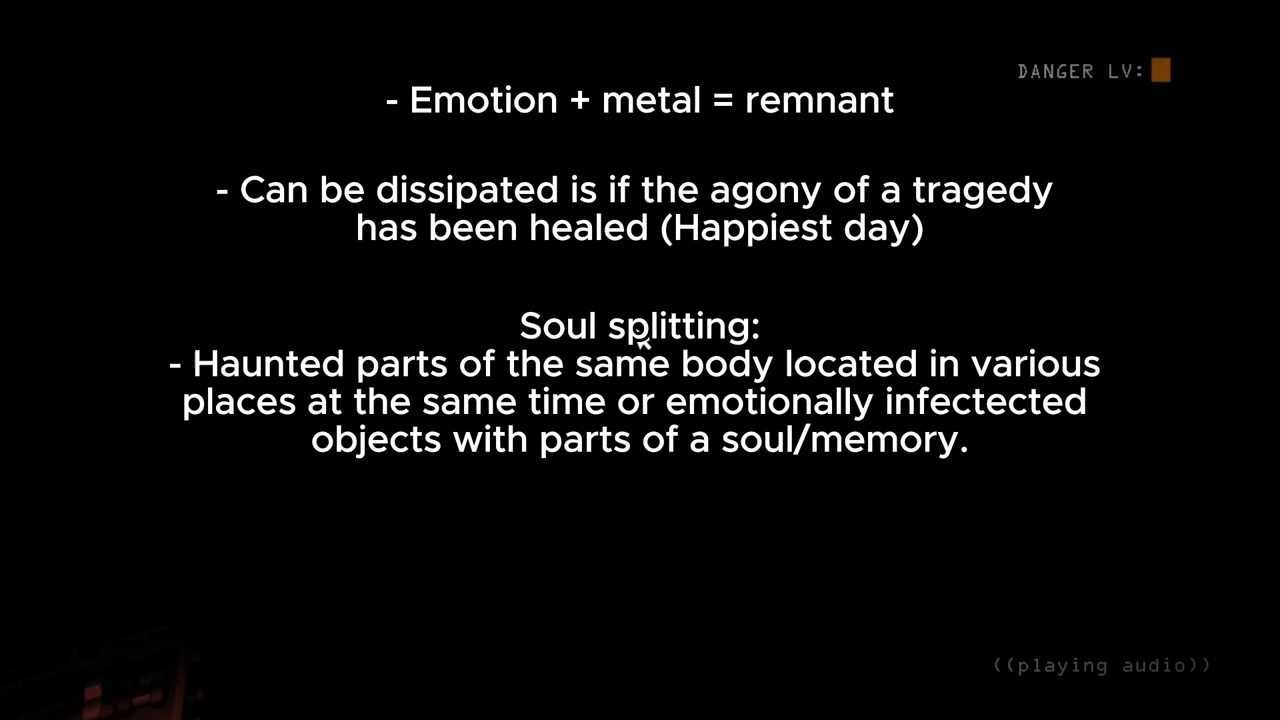 DANGER LV:
- Emotion + metal = remnant
- Can be dissipated is if the agony of a tragedy
has been healed (Happiest day)
Soul splitting:
- Haunted parts of the same body located in various
places at the same time or emotionally infectected
objects with parts of a soul/memory.
((playing audio))